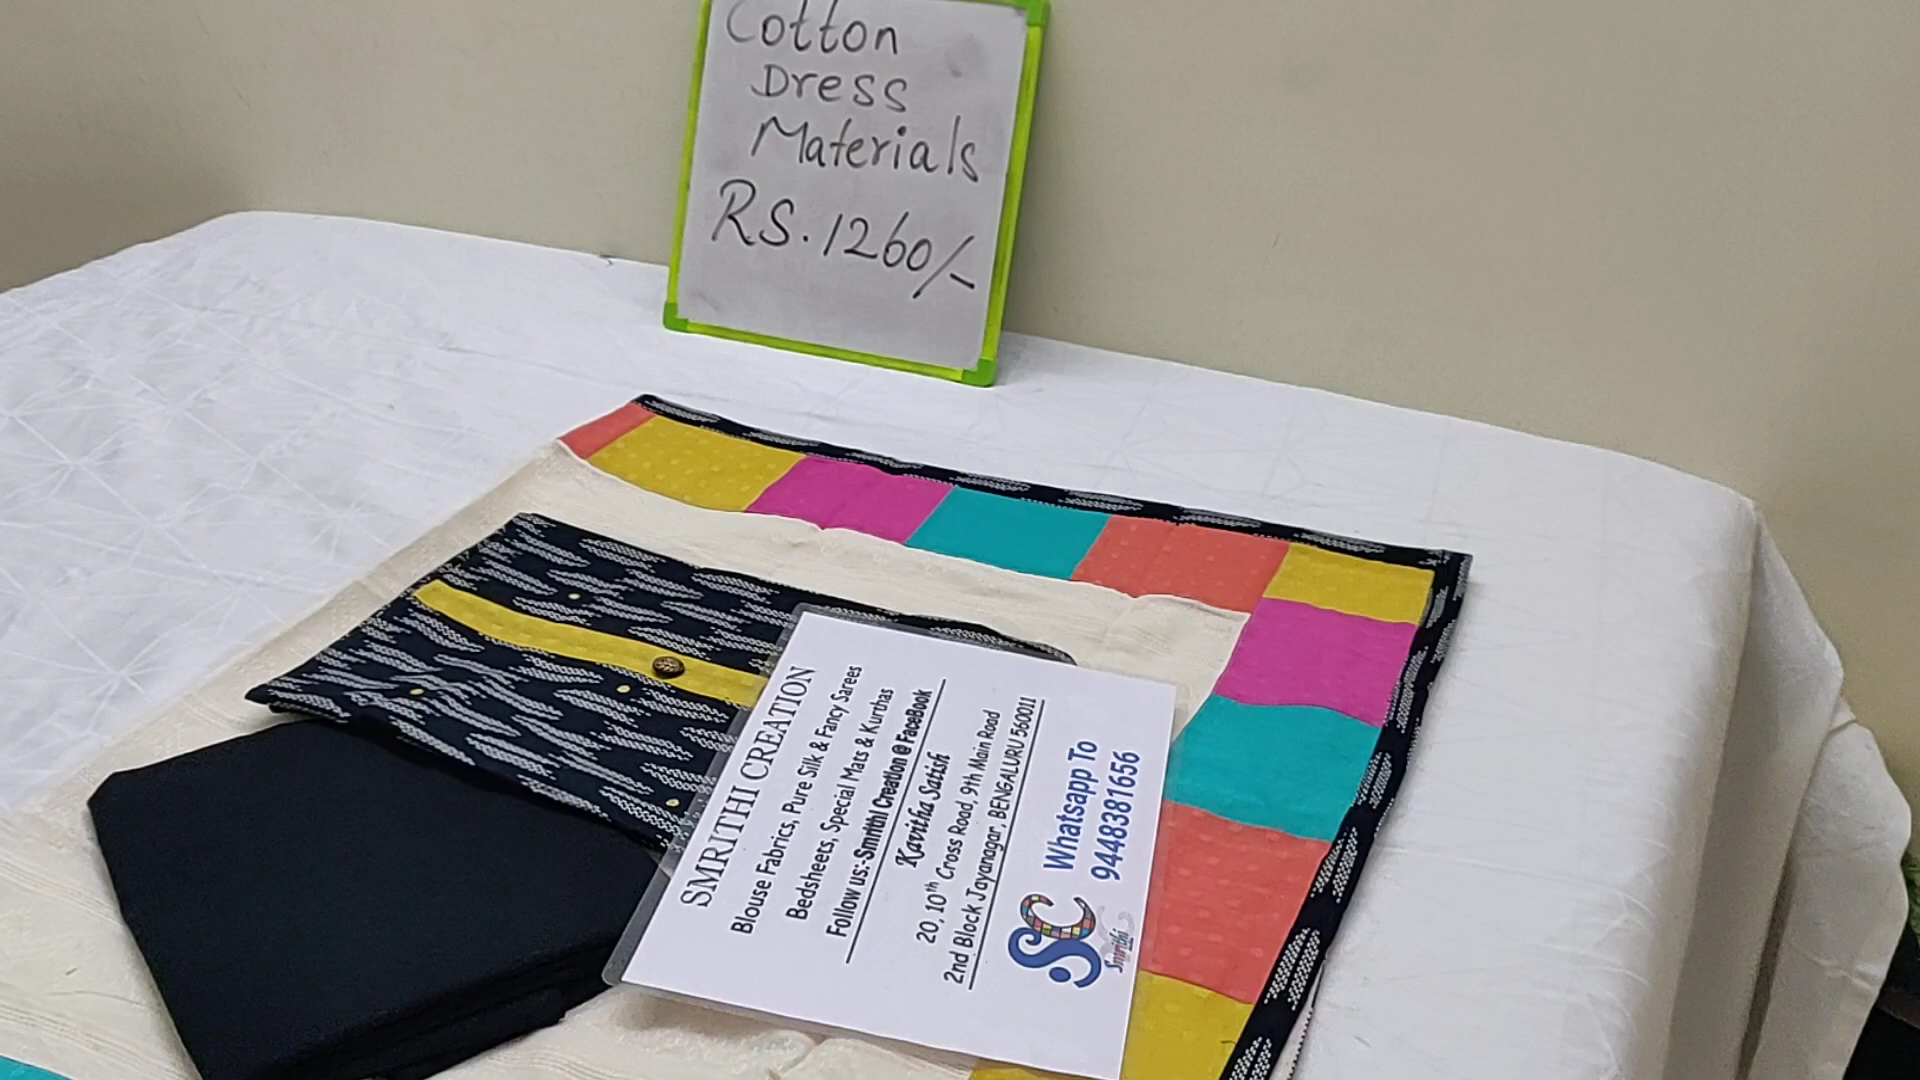 Cotton
Dress
Materials
RS. 1260/-
SMRITHI CREATION
Blouse Fabrics, Pure Silk & Fancy Sarees
Bedsheets, Special Mats & Kurthas
Follow us:-Smrithi Creation @ FaceBook
Kavitha Satish
20, 10th Cross Road, 9th Main Road
2nd Block Jayanagar, BENGALURU 560011
SC
Smrithi
Whatsapp To
9448381656